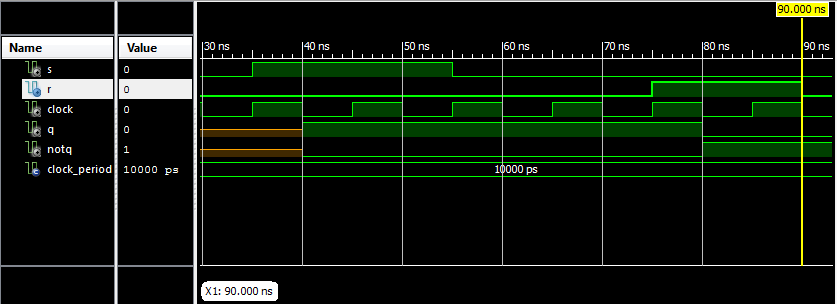 90.000 ns
Name Value 30 ns 40 ns 50 ns 60 ns 70 ns 80 ns 90 ns
s 0
r 0
clock 0
q 0
notq 1
clock_period 10000 ps 10000 ps
X1: 90.000 ns